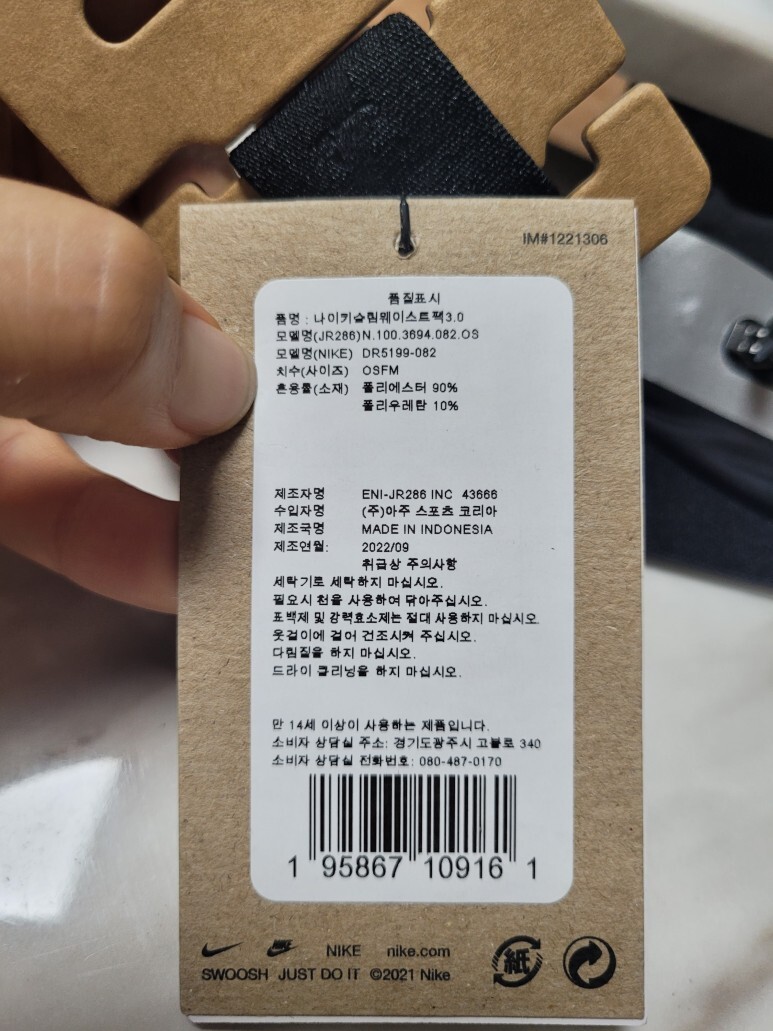 IM#1221306
품질표시
품명 : 나이키슬림웨이스트팩3.0
모델명(JR286)N.100.3694.082.OS
모델명(NIKE) DR5199-082
치수(사이즈) OSFM
혼용률(소재) 폴리에스터 90%
폴리우레탄 10%
제조자명 ENI-JR286 INC 43666
수입자명 (주)아주 스포츠 코리아
제조국명 MADE IN INDONESIA
제조연월: 2022/09
취급상 주의사항
세탁기로 세탁하지 마십시오.
필요시 천을 사용하여 닦아주십시오.
표백제 및 강력효소제는 절대 사용하지 마십시오.
옷걸이에 걸어 건조시켜 주십시오.
다림질을 하지 마십시오.
드라이 클리닝을 하지 마십시오.
만 14세 이상이 사용하는 제품입니다.
소비자 상담실 주소: 경기도광주시 고불로 340
소비자 상담실 전화번호: 080-487-0170
1 95867 10916 1
NIKE NIKE nike.com
SWOOSH JUST DO IT ©2021 Nike
紙